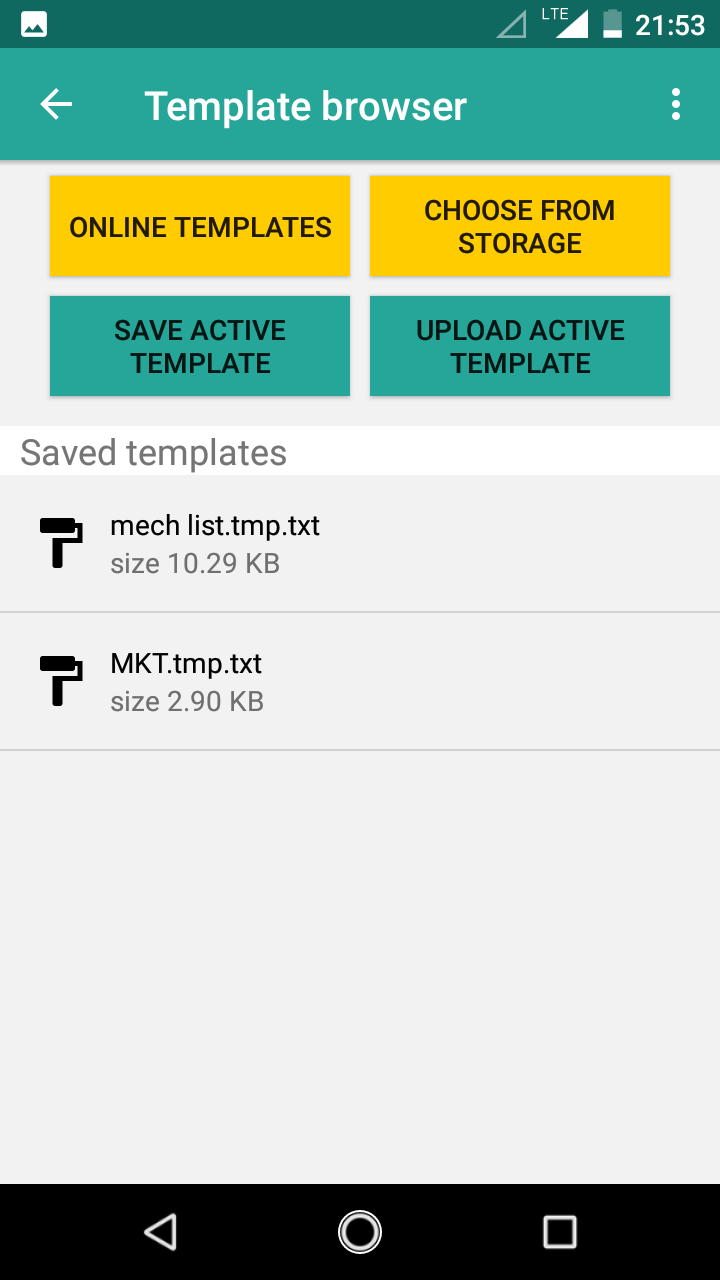 LTE
21:53
Template browser
ONLINE TEMPLATES
CHOOSE FROM
STORAGE
SAVE ACTIVE
TEMPLATE
UPLOAD ACTIVE
TEMPLATE
Saved templates
mech list.tmp.txt
size 10.29 KB
MKT.tmp.txt
size 2.90 KB